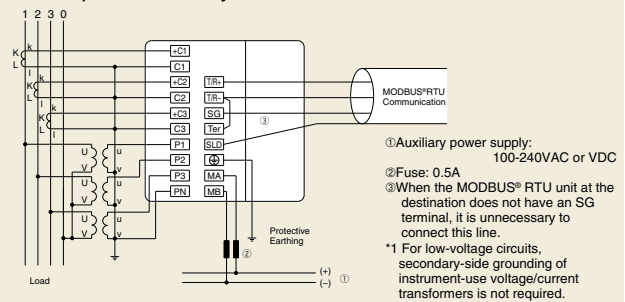 1 2 3 0
K k
L l
K k
L l
K k
L l
+C1
C1
+C2
C2
+C3
C3
P1
P2
P3
PN
T/R+
T/R−
SG
Ter
SLD
MA
MB
③
MODBUS®RTU
Communication
U u
V v
U u
V v
U u
V v
②
Protective
Earthing
(+)
(−)
①
Load
①Auxiliary power supply:
100-240VAC or VDC
②Fuse: 0.5A
③When the MODBUS® RTU unit at the
destination does not have an SG
terminal, it is unnecessary to
connect this line.
*1 For low-voltage circuits,
secondary-side grounding of
instrument-use voltage/current
transformers is not required.